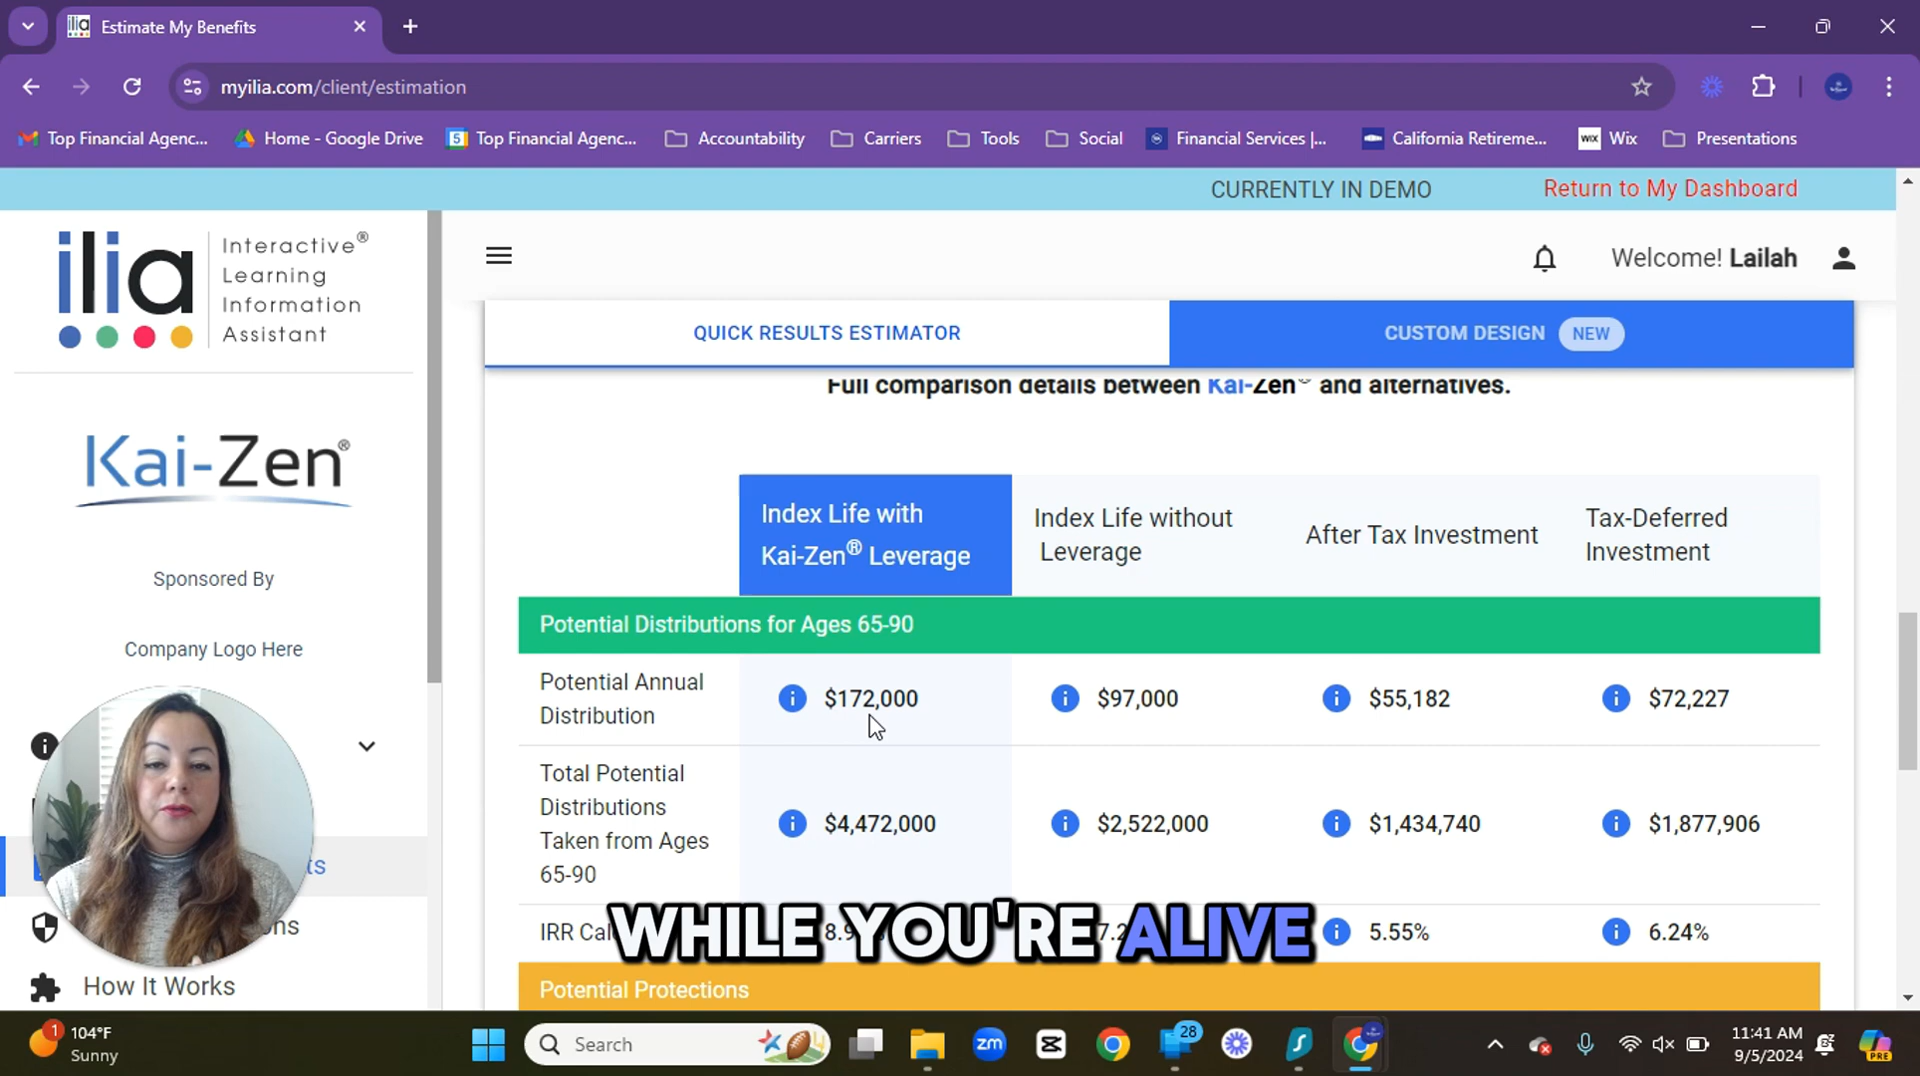 Estimate My Benefits
myilia.com/client/estimation
Top Financial Agenc...
Home - Google Drive
5
Top Financial Agenc...
Accountability
Carriers
Tools
Social
Financial Services |...
California Retireme...
WIX
Wix
Presentations
CURRENTLY IN DEMO
Return to My Dashboard
ilia
Interactive®
Learning
Information
Assistant
Welcome! Lailah
QUICK RESULTS ESTIMATOR
CUSTOM DESIGN NEW
Full comparison details between Kai-Zen® and alternatives.
Kai-Zen®
Sponsored By
Company Logo Here
Index Life with
Kai-Zen® Leverage
Index Life without
Leverage
After Tax Investment
Tax-Deferred
Investment
Potential Distributions for Ages 65-90
Potential Annual
Distribution
$172,000
$97,000
$55,182
$72,227
Total Potential
Distributions
Taken from Ages
65-90
$4,472,000
$2,522,000
$1,434,740
$1,877,906
IRR
5.55%
6.24%
WHILE YOU'RE ALIVE
Potential Protections
How It Works
1
104°F
Sunny
Search
zm
28
PRE
11:41 AM
9/5/2024